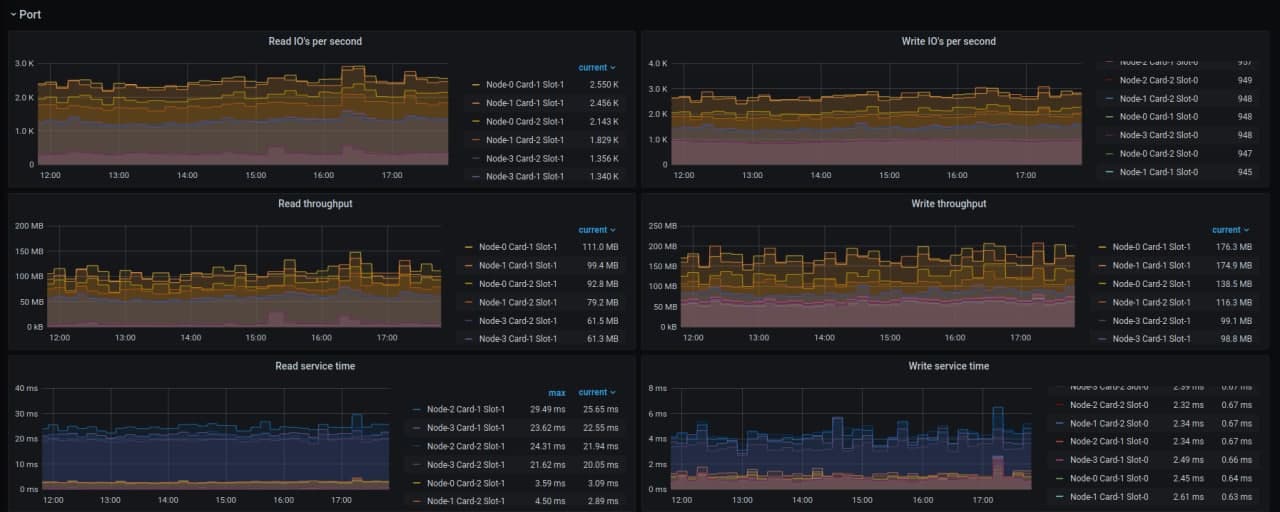 Port
Read IO's per second
current
3.0 K
2.0 K
1.0 K
0
12:00 13:00 14:00 15:00 16:00 17:00
Node-0 Card-1 Slot-1 2.550 K
Node-1 Card-1 Slot-1 2.456 K
Node-0 Card-2 Slot-1 2.143 K
Node-1 Card-2 Slot-1 1.829 K
Node-3 Card-2 Slot-1 1.356 K
Node-3 Card-1 Slot-1 1.340 K
Write IO's per second
4.0 K
3.0 K
2.0 K
1.0 K
0
12:00 13:00 14:00 15:00 16:00 17:00
Node-2 Card-1 Slot-0 957
Node-2 Card-2 Slot-0 949
Node-1 Card-2 Slot-0 948
Node-0 Card-1 Slot-0 948
Node-3 Card-2 Slot-0 948
Node-0 Card-2 Slot-0 947
Node-1 Card-1 Slot-0 945
Read throughput
current
200 MB
150 MB
100 MB
50 MB
0 kB
12:00 13:00 14:00 15:00 16:00 17:00
Node-0 Card-1 Slot-1 111.0 MB
Node-1 Card-1 Slot-1 99.4 MB
Node-0 Card-2 Slot-1 92.8 MB
Node-1 Card-2 Slot-1 79.2 MB
Node-3 Card-2 Slot-1 61.5 MB
Node-3 Card-1 Slot-1 61.3 MB
Write throughput
current
250 MB
200 MB
150 MB
100 MB
50 MB
0 kB
12:00 13:00 14:00 15:00 16:00 17:00
Node-0 Card-1 Slot-1 176.3 MB
Node-1 Card-1 Slot-1 174.9 MB
Node-0 Card-2 Slot-1 138.5 MB
Node-1 Card-2 Slot-1 116.3 MB
Node-3 Card-2 Slot-1 99.1 MB
Node-3 Card-1 Slot-1 98.8 MB
Read service time
max current
40 ms
30 ms
20 ms
10 ms
0 ms
12:00 13:00 14:00 15:00 16:00 17:00
Node-2 Card-1 Slot-1 29.49 ms 25.65 ms
Node-3 Card-1 Slot-1 23.62 ms 22.55 ms
Node-2 Card-2 Slot-1 24.31 ms 21.94 ms
Node-3 Card-2 Slot-1 21.62 ms 20.05 ms
Node-0 Card-2 Slot-1 3.59 ms 3.09 ms
Node-1 Card-2 Slot-1 4.50 ms 2.89 ms
Write service time
8 ms
6 ms
4 ms
2 ms
0 ms
12:00 13:00 14:00 15:00 16:00 17:00
Node-3 Card-2 Slot-0 2.39 ms 0.67 ms
Node-2 Card-2 Slot-0 2.32 ms 0.67 ms
Node-1 Card-2 Slot-0 2.34 ms 0.67 ms
Node-2 Card-1 Slot-0 2.34 ms 0.67 ms
Node-3 Card-1 Slot-0 2.49 ms 0.66 ms
Node-0 Card-1 Slot-0 2.45 ms 0.64 ms
Node-1 Card-1 Slot-0 2.61 ms 0.63 ms